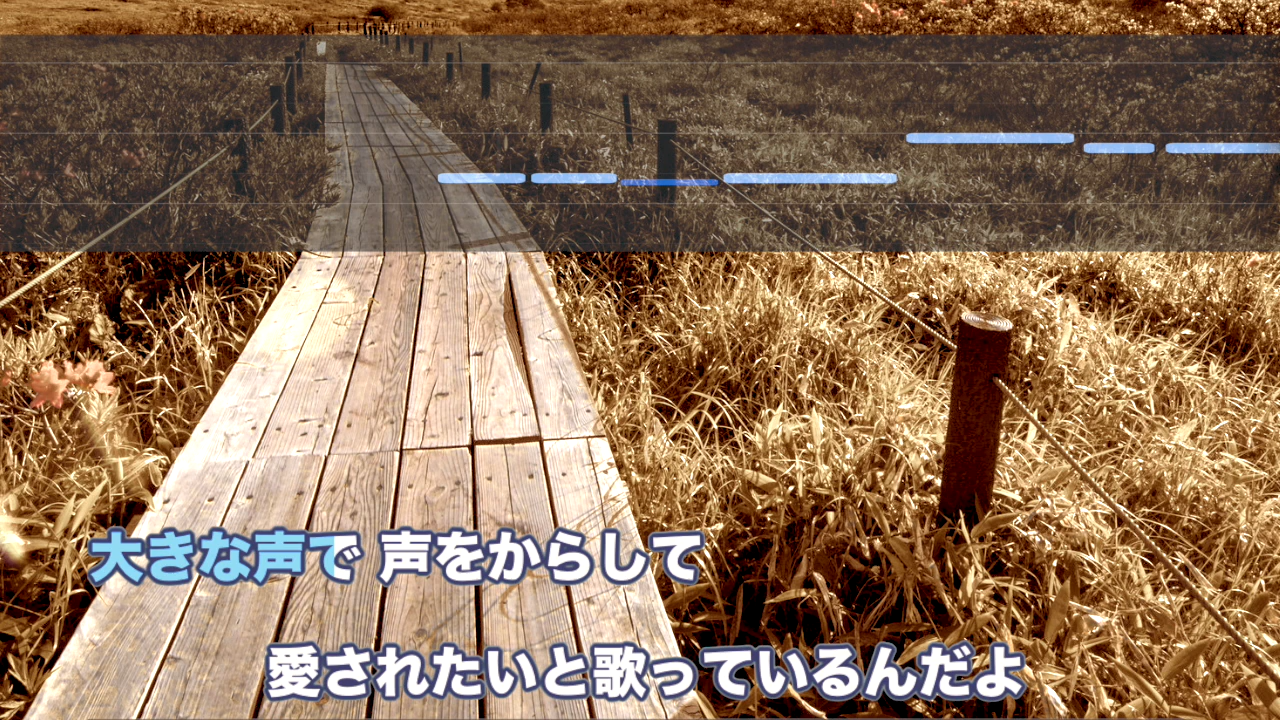 大きな声で 声をからして
愛されたいと歌っているんだよ